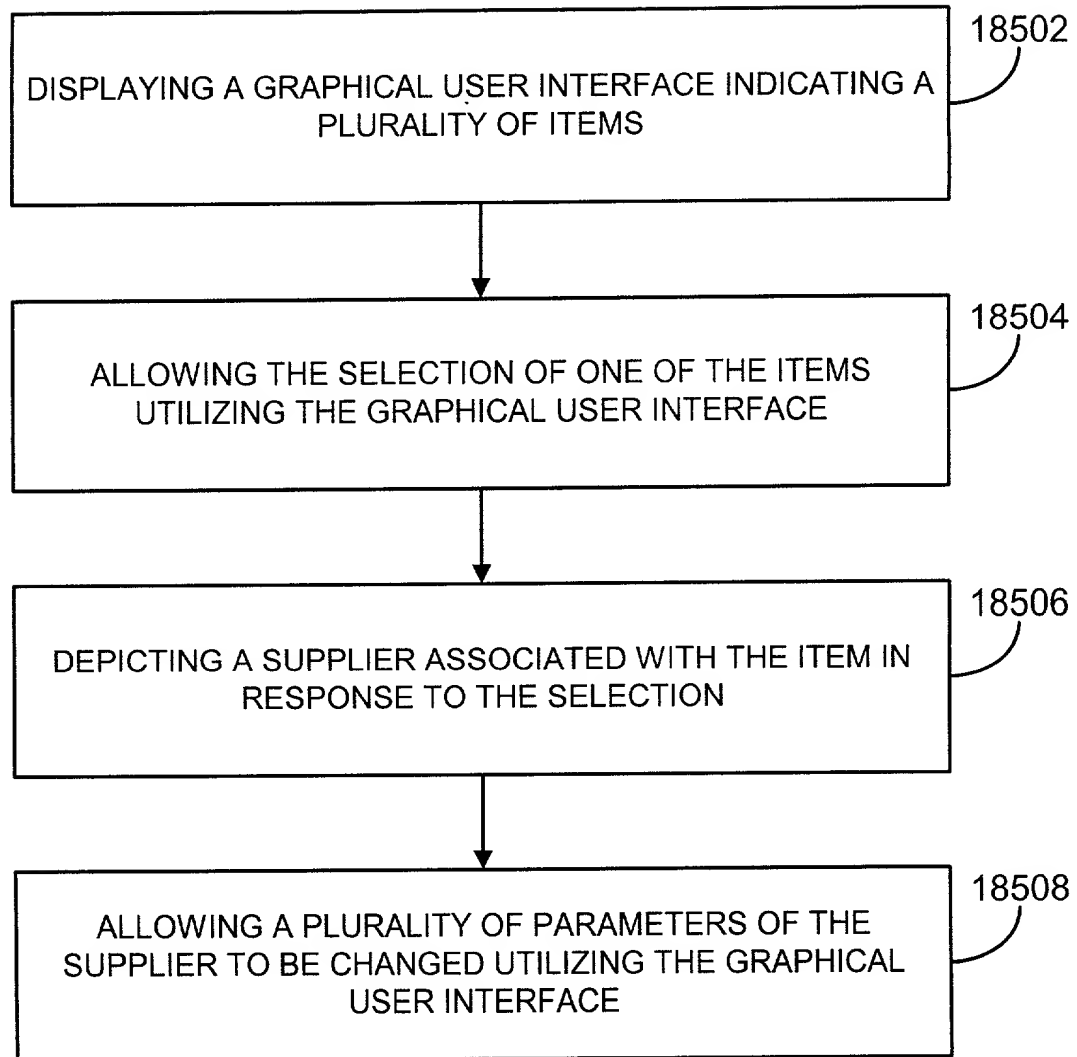 18502
DISPLAYING A GRAPHICAL USER INTERFACE INDICATING A
PLURALITY OF ITEMS
18504
ALLOWING THE SELECTION OF ONE OF THE ITEMS
UTILIZING THE GRAPHICAL USER INTERFACE
18506
DEPICTING A SUPPLIER ASSOCIATED WITH THE ITEM IN
RESPONSE TO THE SELECTION
18508
ALLOWING A PLURALITY OF PARAMETERS OF THE
SUPPLIER TO BE CHANGED UTILIZING THE GRAPHICAL
USER INTERFACE